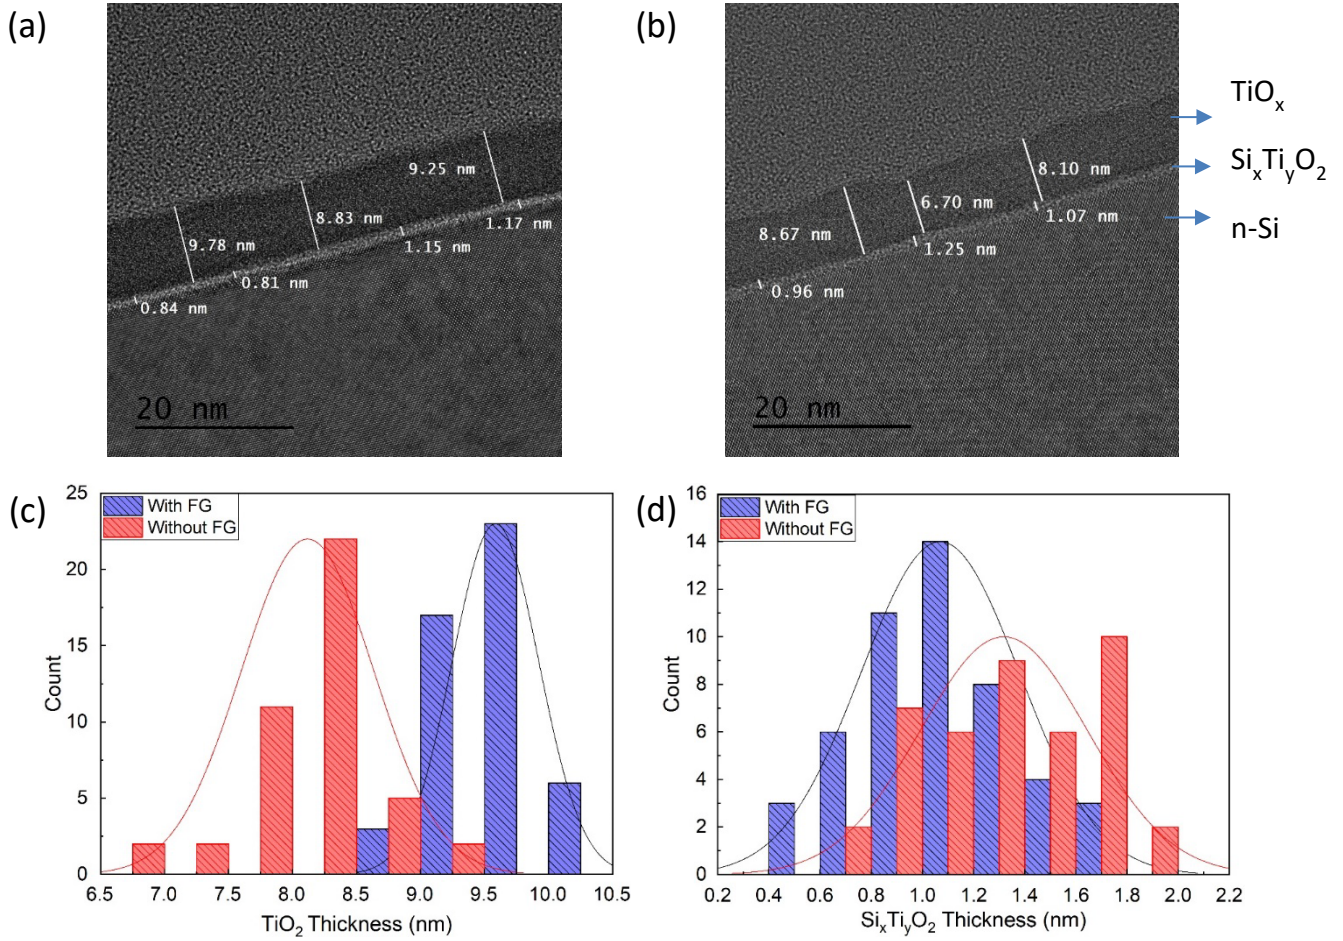 (a)
9.25 nm
8.83 nm
9.78 nm
1.17 nm
1.15 nm
0.81 nm
0.84 nm
20 nm
(b)
8.10 nm
6.70 nm
8.67 nm
1.07 nm
1.25 nm
0.96 nm
20 nm
TiOₓ
SiₓTi_yO₂
n-Si
(c)
With FG
Without FG
25
20
15
10
5
0
Count
6.5 7.0 7.5 8.0 8.5 9.0 9.5 10.0 10.5
TiO₂ Thickness (nm)
(d)
With FG
Without FG
16
14
12
10
8
6
4
2
0
Count
0.2 0.4 0.6 0.8 1.0 1.2 1.4 1.6 1.8 2.0 2.2
SiₓTi_yO₂ Thickness (nm)